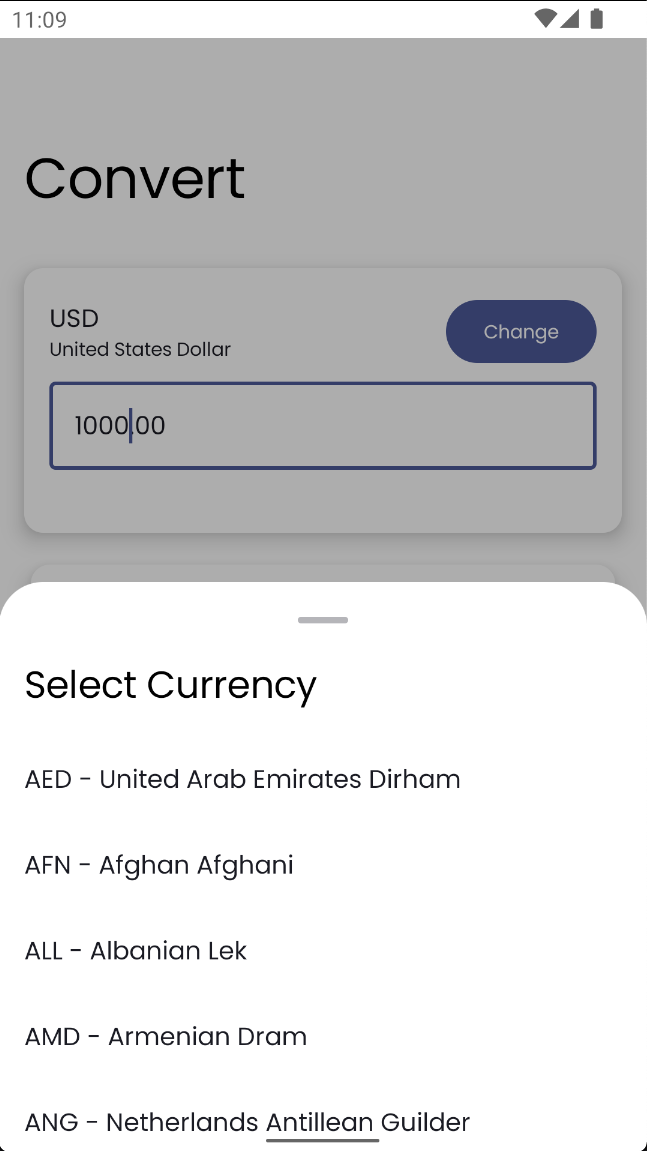 11:09
Convert
USD
United States Dollar
Change
1000.00
Select Currency
AED - United Arab Emirates Dirham
AFN - Afghan Afghani
ALL - Albanian Lek
AMD - Armenian Dram
ANG - Netherlands Antillean Guilder